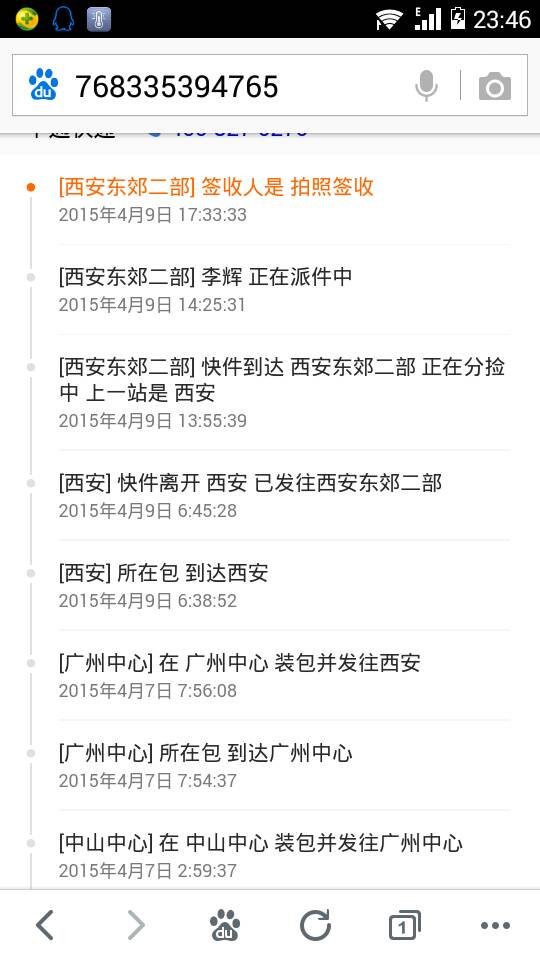 E
23:46
du
768335394765
[西安东郊二部] 签收人是 拍照签收
2015年4月9日 17:33:33
[西安东郊二部] 李辉 正在派件中
2015年4月9日 14:25:31
[西安东郊二部] 快件到达 西安东郊二部 正在分捡
中 上一站是 西安
2015年4月9日 13:55:39
[西安] 快件离开 西安 已发往西安东郊二部
2015年4月9日 6:45:28
[西安] 所在包 到达西安
2015年4月9日 6:38:52
[广州中心] 在 广州中心 装包并发往西安
2015年4月7日 7:56:08
[广州中心] 所在包 到达广州中心
2015年4月7日 7:54:37
[中山中心] 在 中山中心 装包并发往广州中心
2015年4月7日 2:59:37
du
1